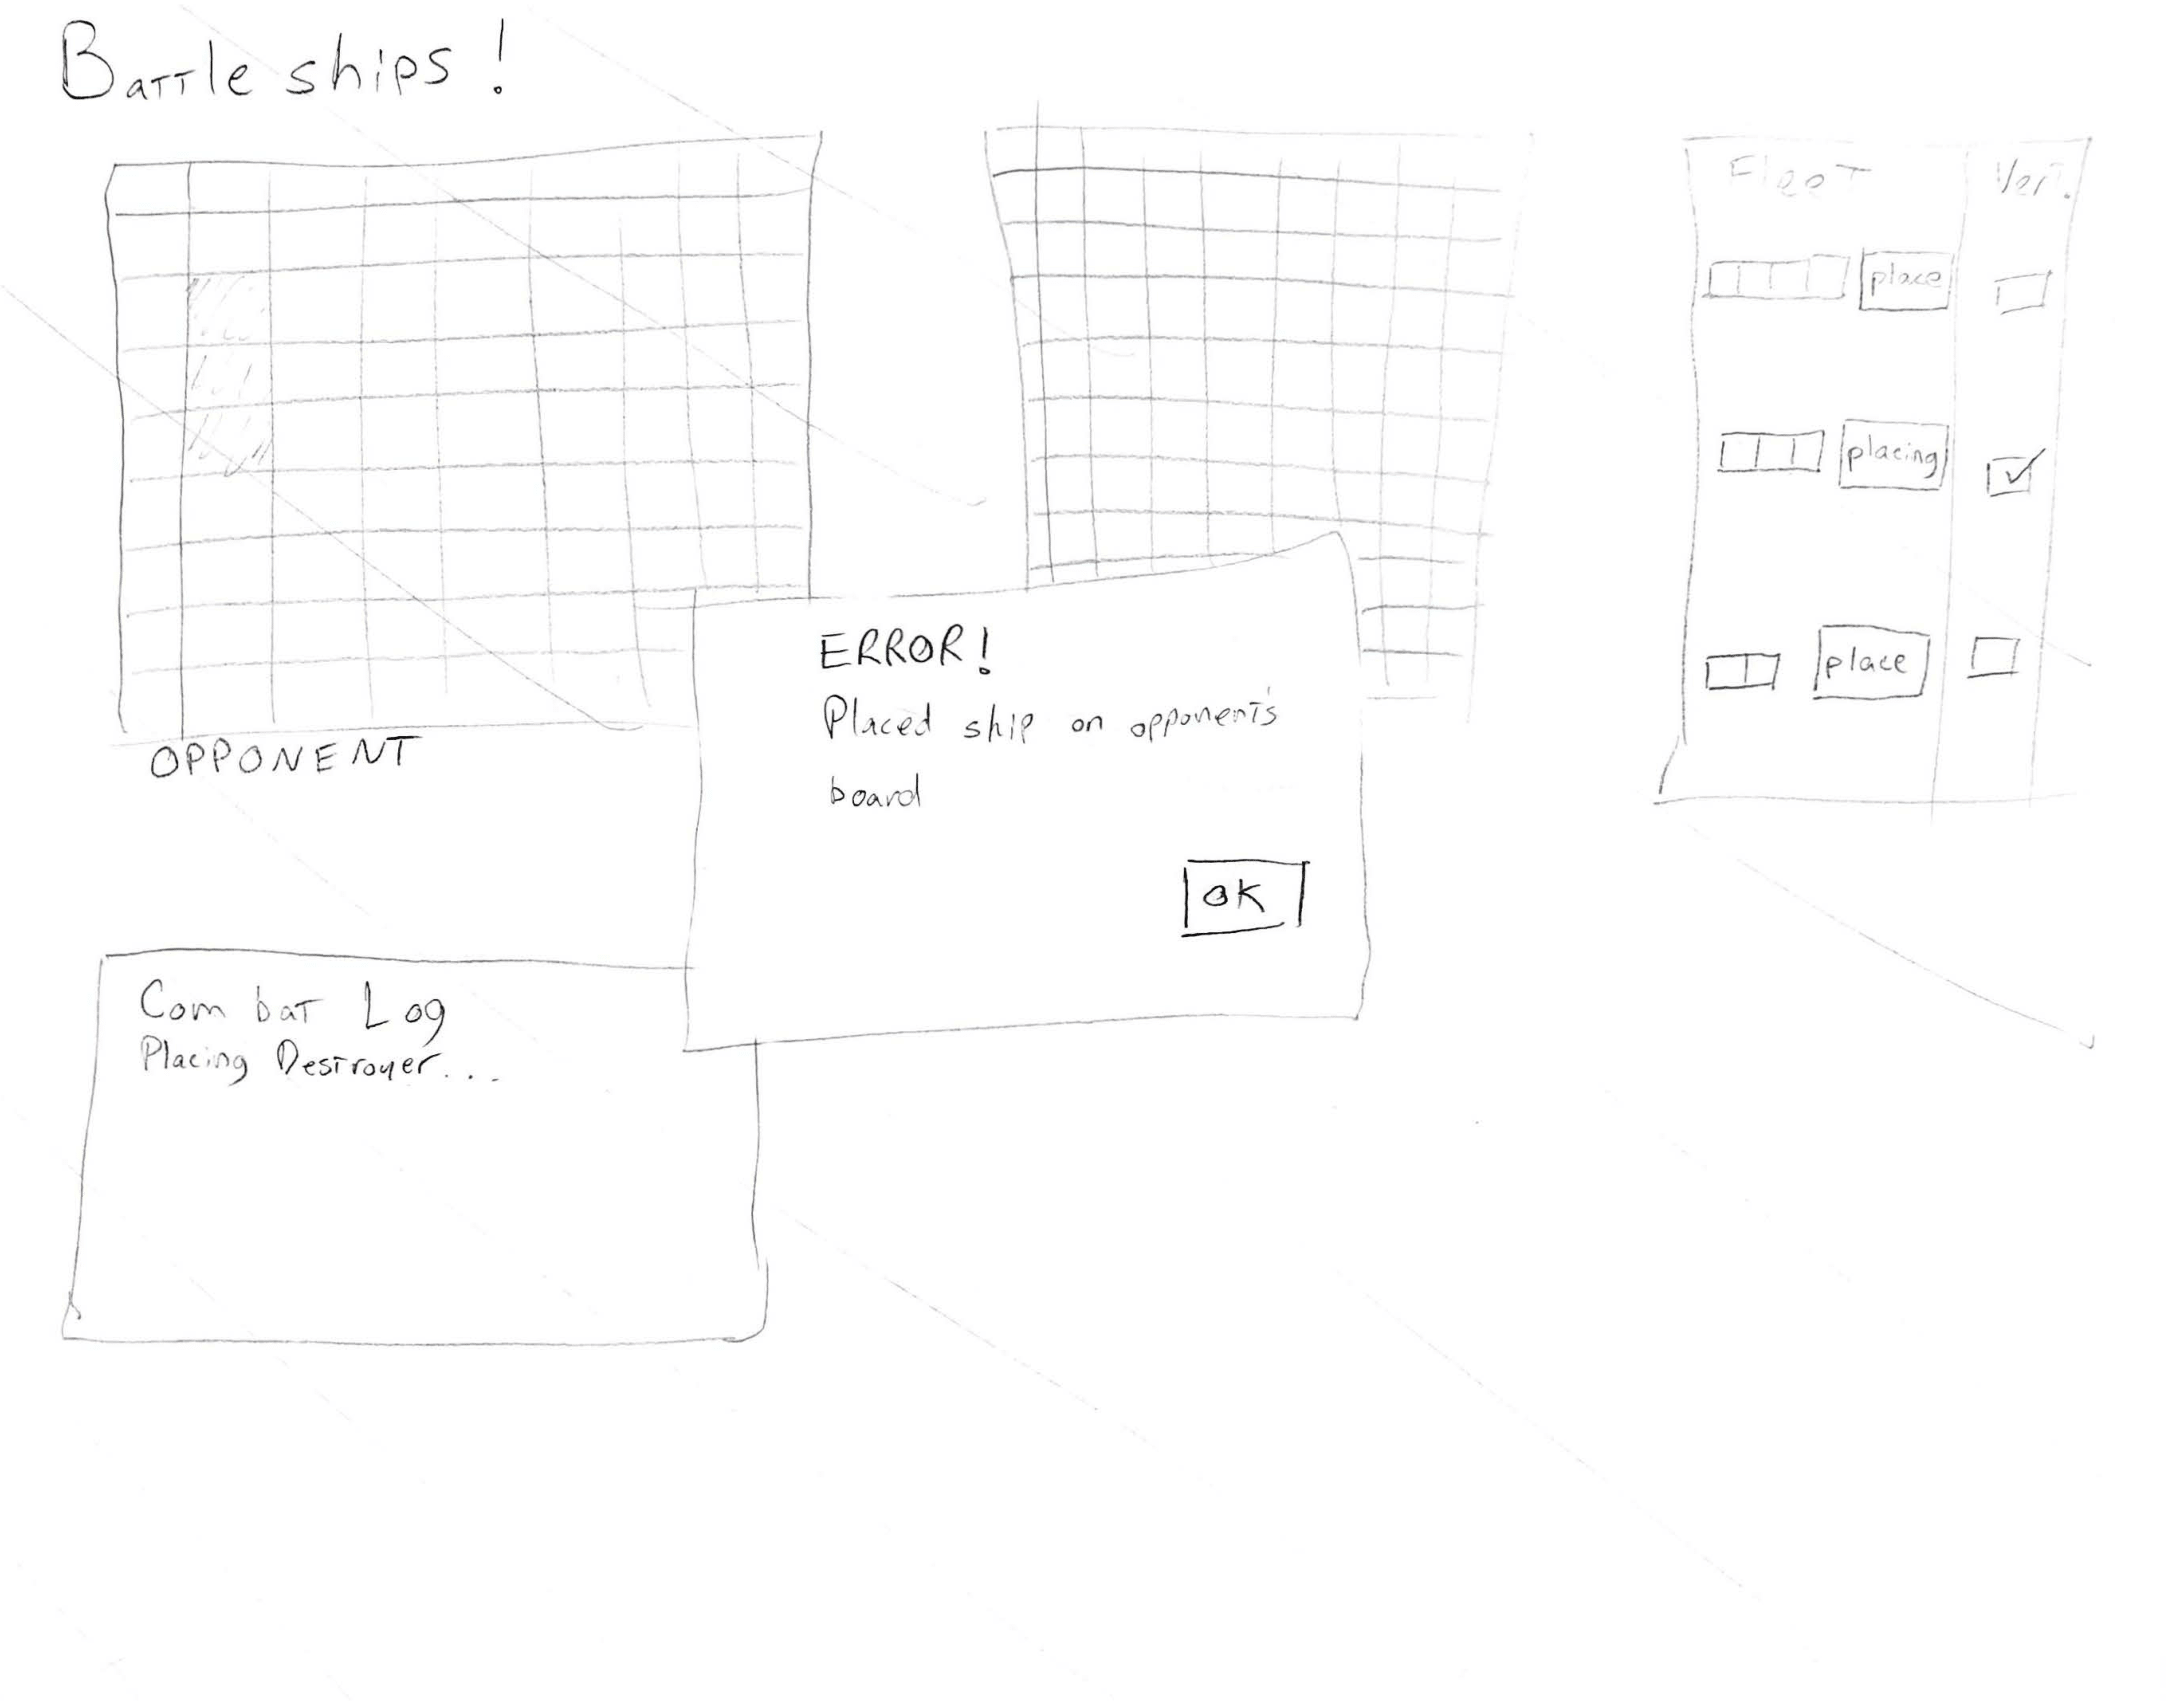 Battle ships!
Fleet Vert.
place
placing
place
OPPONENT
ERROR!
Placed ship on opponent's
board
OK
Combat Log
Placing Destroyer...